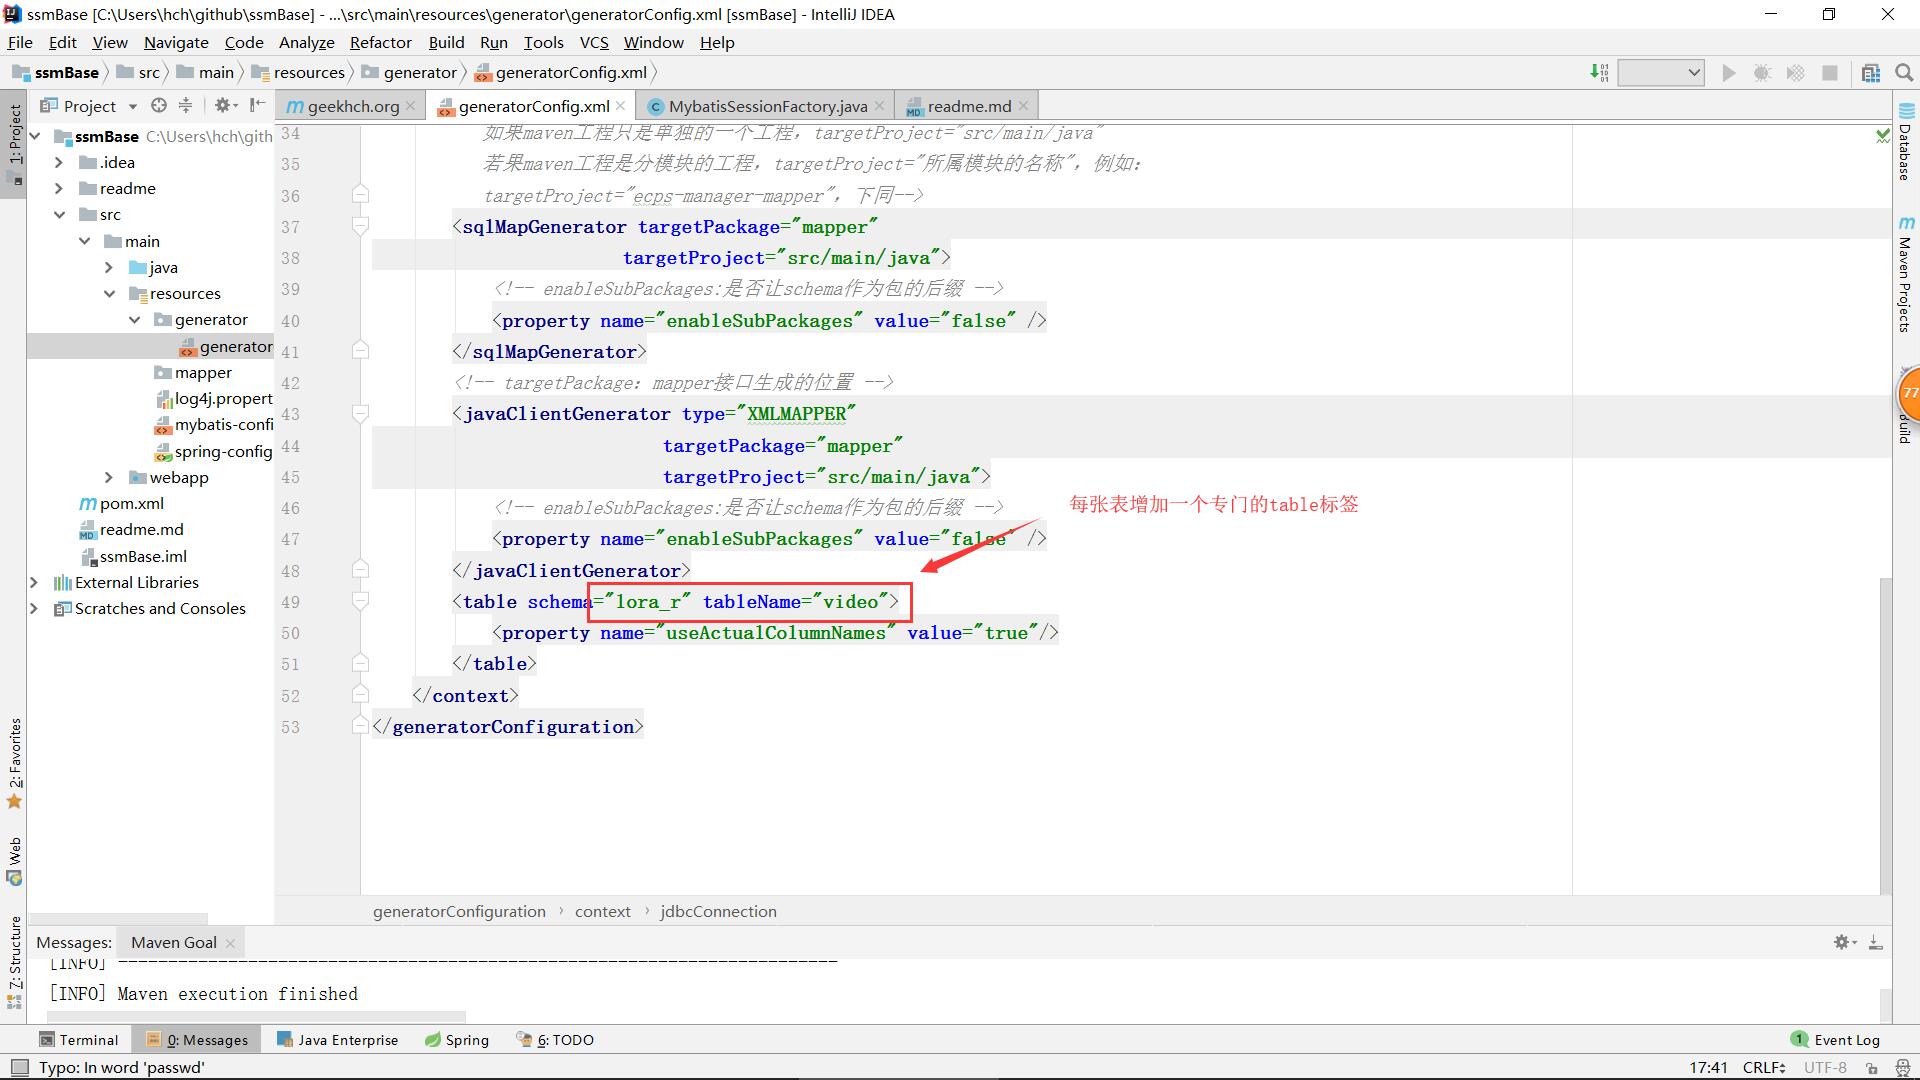 ssmBase [C:\Users\hch\github\ssmBase] - ...\src\main\resources\generator\generatorConfig.xml [ssmBase] - IntelliJ IDEA
File Edit View Navigate Code Analyze Refactor Build Run Tools VCS Window Help
ssmBase src main resources generator generatorConfig.xml
Project
geekhch.org generatorConfig.xml MybatisSessionFactory.java readme.md
1: Project
2: Favorites
Web
7: Structure
ssmBase C:\Users\hch\gith
.idea
readme
src
main
java
resources
generator
generator
mapper
log4j.propert
mybatis-confi
spring-config
webapp
pom.xml
readme.md
ssmBase.iml
External Libraries
Scratches and Consoles
34 如果maven工程只是单独的一个工程，targetProject="src/main/java"
35 若果maven工程是分模块的工程，targetProject="所属模块的名称"，例如：
36 targetProject="ecps-manager-mapper"，下同-->
37 <sqlMapGenerator targetPackage="mapper"
38 targetProject="src/main/java">
39 <!-- enableSubPackages:是否让schema作为包的后缀 -->
40 <property name="enableSubPackages" value="false" />
41 </sqlMapGenerator>
42 <!-- targetPackage：mapper接口生成的位置 -->
43 <javaClientGenerator type="XMLMAPPER"
44 targetPackage="mapper"
45 targetProject="src/main/java">
46 <!-- enableSubPackages:是否让schema作为包的后缀 -->
每张表增加一个专门的table标签
47 <property name="enableSubPackages" value="false" />
48 </javaClientGenerator>
49 <table schema="lora_r" tableName="video">
50 <property name="useActualColumnNames" value="true"/>
51 </table>
52 </context>
53 </generatorConfiguration>
Database
Maven Projects
77
generatorConfiguration › context › jdbcConnection
Messages: Maven Goal
[INFO] ------------------------------------------------------------------------
[INFO] Maven execution finished
Terminal 0: Messages Java Enterprise Spring 6: TODO 1 Event Log
Typo: In word 'passwd' 17:41 CRLF UTF-8